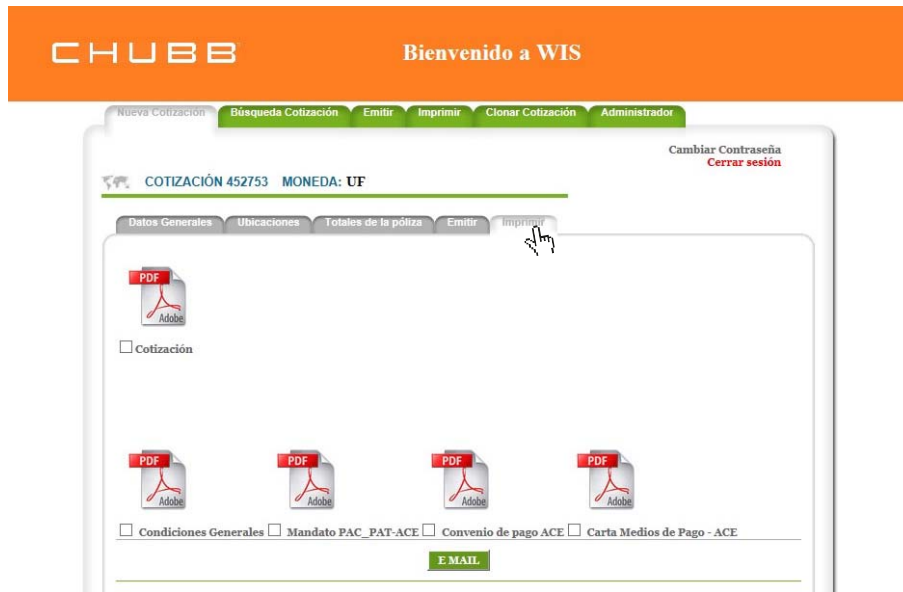 CHUBB
Bienvenido a WIS
Nueva Cotización Búsqueda Cotización Emitir Imprimir Clonar Cotización Administrador
Cambiar Contraseña
Cerrar sesión
COTIZACIÓN 452753 MONEDA: UF
Datos Generales Ubicaciones Totales de la póliza Emitir Imprimir
PDF
Adobe
Cotización
PDF PDF PDF PDF
Adobe Adobe Adobe Adobe
Condiciones Generales Mandato PAC_PAT-ACE Convenio de pago ACE Carta Medios de Pago - ACE
E MAIL